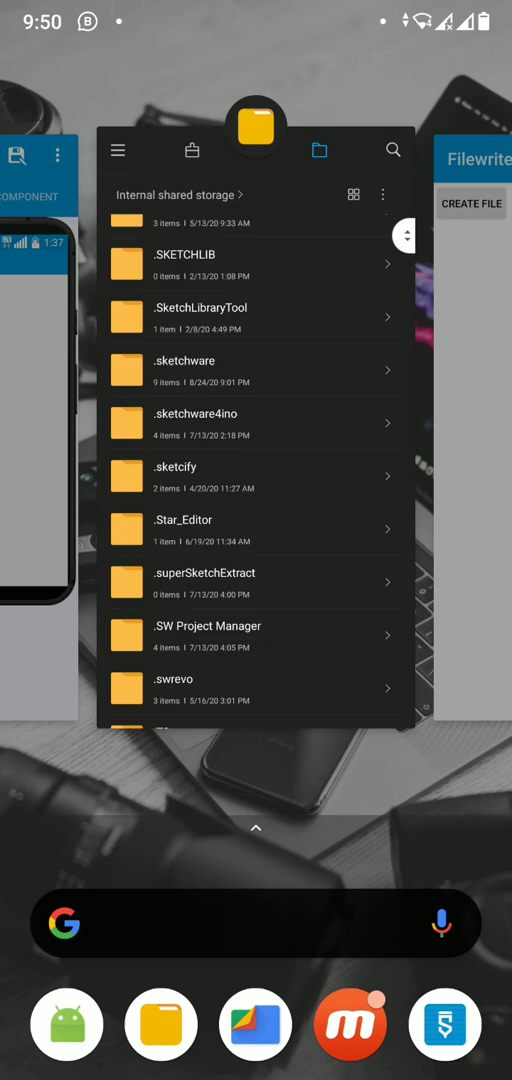 9:50
4
COMPONENT
1:37
Filewrite
CREATE FILE
Internal shared storage
3 items | 5/13/20 9:33 AM
.SKETCHLIB
0 items | 2/13/20 1:08 PM
.SketchLibraryTool
1 item | 2/8/20 4:49 PM
.sketchware
9 items | 8/24/20 9:01 PM
.sketchware4ino
4 items | 7/13/20 2:18 PM
.sketcify
2 items | 4/20/20 11:27 AM
.Star_Editor
1 item | 6/19/20 11:34 AM
.superSketchExtract
0 items | 7/13/20 4:00 PM
.SW Project Manager
4 items | 7/13/20 4:05 PM
.swrevo
3 items | 5/16/20 3:01 PM